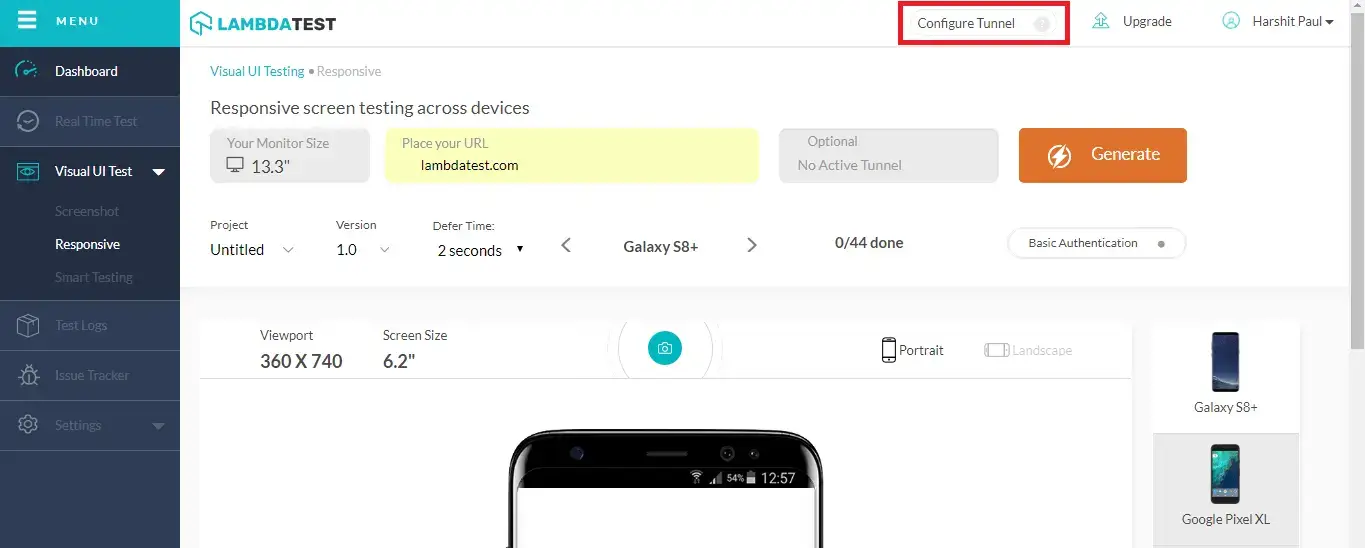 MENU
LAMBDATEST
Configure Tunnel ?
Upgrade
Harshit Paul
Dashboard
Real Time Test
Visual UI Test
Screenshot
Responsive
Smart Testing
Test Logs
Issue Tracker
Settings
Visual UI Testing • Responsive
Responsive screen testing across devices
Your Monitor Size
13.3"
Place your URL
lambdatest.com
Optional
No Active Tunnel
Generate
Project
Untitled
Version
1.0
Defer Time:
2 seconds
Galaxy S8+
0/44 done
Basic Authentication
Viewport
360 X 740
Screen Size
6.2"
Portrait
Landscape
54% 12:57
Galaxy S8+
Google Pixel XL